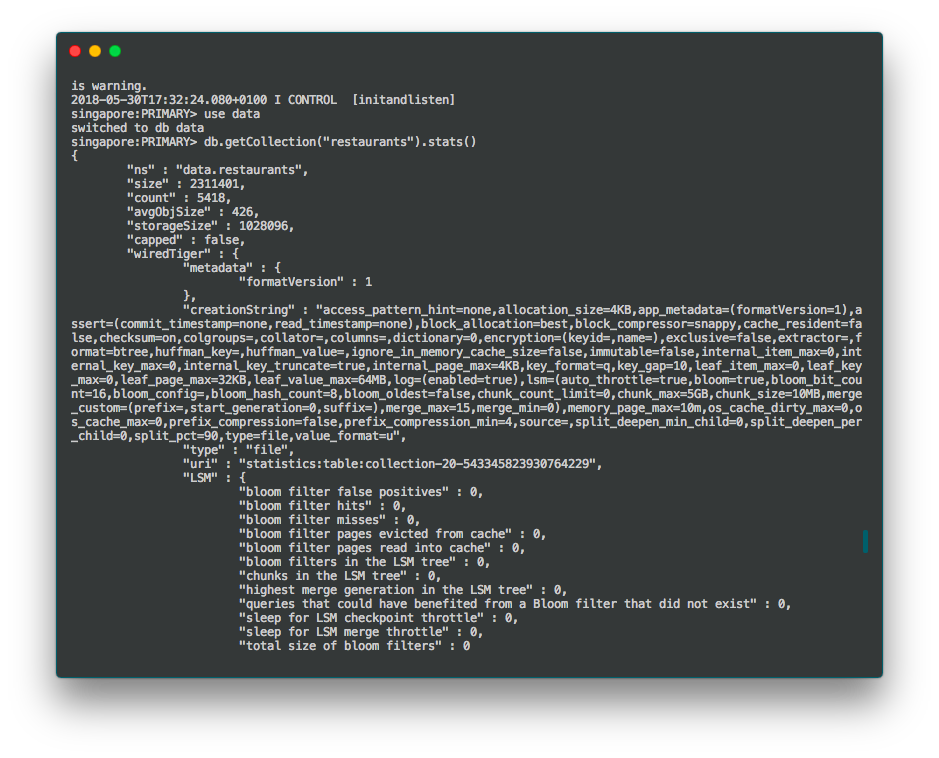 is warning.
2018-05-30T17:32:24.080+0100 I CONTROL  [initandlisten]
singapore:PRIMARY> use data
switched to db data
singapore:PRIMARY> db.getCollection("restaurants").stats()
{
        "ns" : "data.restaurants",
        "size" : 2311401,
        "count" : 5418,
        "avgObjSize" : 426,
        "storageSize" : 1028096,
        "capped" : false,
        "wiredTiger" : {
                "metadata" : {
                        "formatVersion" : 1
                },
                "creationString" : "access_pattern_hint=none,allocation_size=4KB,app_metadata=(formatVersion=1),a
ssert=(commit_timestamp=none,read_timestamp=none),block_allocation=best,block_compressor=snappy,cache_resident=fa
lse,checksum=on,colgroups=,collator=,columns=,dictionary=0,encryption=(keyid=,name=),exclusive=false,extractor=,f
ormat=btree,huffman_key=,huffman_value=,ignore_in_memory_cache_size=false,immutable=false,internal_item_max=0,int
ernal_key_max=0,internal_key_truncate=true,internal_page_max=4KB,key_format=q,key_gap=10,leaf_item_max=0,leaf_key
_max=0,leaf_page_max=32KB,leaf_value_max=64MB,log=(enabled=true),lsm=(auto_throttle=true,bloom=true,bloom_bit_cou
nt=16,bloom_config=,bloom_hash_count=8,bloom_oldest=false,chunk_count_limit=0,chunk_max=5GB,chunk_size=10MB,merge
_custom=(prefix=,start_generation=0,suffix=),merge_max=15,merge_min=0),memory_page_max=10m,os_cache_dirty_max=0,o
s_cache_max=0,prefix_compression=false,prefix_compression_min=4,source=,split_deepen_min_child=0,split_deepen_per
_child=0,split_pct=90,type=file,value_format=u",
                "type" : "file",
                "uri" : "statistics:table:collection-20-543345823930764229",
                "LSM" : {
                        "bloom filter false positives" : 0,
                        "bloom filter hits" : 0,
                        "bloom filter misses" : 0,
                        "bloom filter pages evicted from cache" : 0,
                        "bloom filter pages read into cache" : 0,
                        "bloom filters in the LSM tree" : 0,
                        "chunks in the LSM tree" : 0,
                        "highest merge generation in the LSM tree" : 0,
                        "queries that could have benefited from a Bloom filter that did not exist" : 0,
                        "sleep for LSM checkpoint throttle" : 0,
                        "sleep for LSM merge throttle" : 0,
                        "total size of bloom filters" : 0